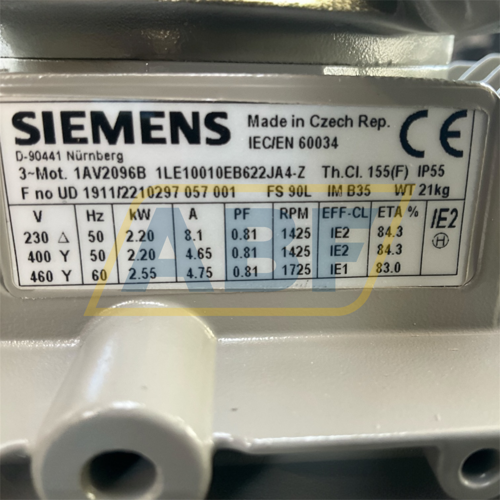 SIEMENS
Made in Czech Rep.
D-90441 Nürnberg
IEC/EN 60034
CE
3~Mot. 1AV2096B 1LE10010EB622JA4-Z Th.Cl. 155(F) IP55
F no UD 1911/2210297 057 001 FS 90L IM B35 WT 21kg
V Hz kW A PF RPM EFF-CL ETA %
230 Δ 50 2.20 8.1 0.81 1425 IE2 84.3
400 Y 50 2.20 4.65 0.81 1425 IE2 84.3
460 Y 60 2.55 4.75 0.81 1725 IE1 83.0
IE2
H
ABF